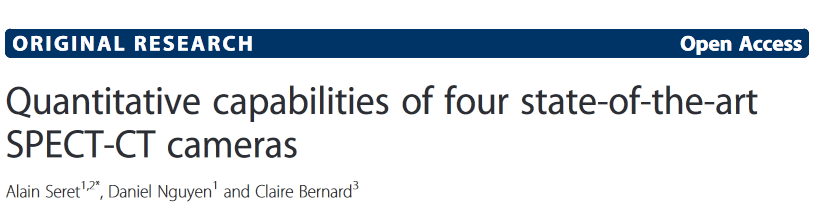 ORIGINAL RESEARCH Open Access
Quantitative capabilities of four state-of-the-art
SPECT-CT cameras
Alain Seret1,2*, Daniel Nguyen1 and Claire Bernard3